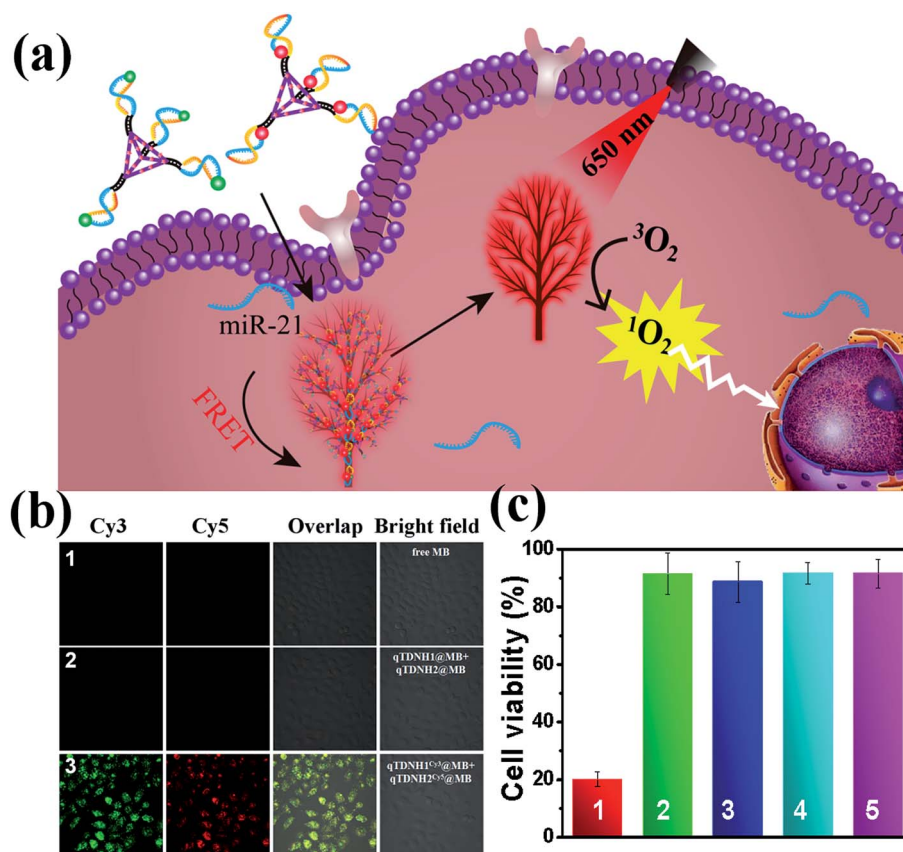 (a)
650 nm
³O₂
¹O₂
miR-21
FRET
(b)
Cy3 Cy5 Overlap Bright field
1
free MB
2
qTDNH1@MB+
qTDNH2@MB
3
qTDNH1ᶜʸ³@MB+
qTDNH2ᶜʸ⁵@MB
(c)
Cell viability (%)
100
80
60
40
20
0
1 2 3 4 5